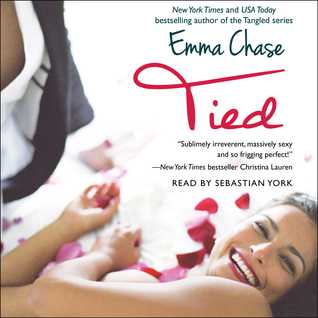 New York Times and USA Today
bestselling author of the Tangled series
Emma Chase
Tied
"Sublimely irreverent, massively sexy
and so frigging perfect!"
—New York Times bestseller Christina Lauren
READ BY SEBASTIAN YORK